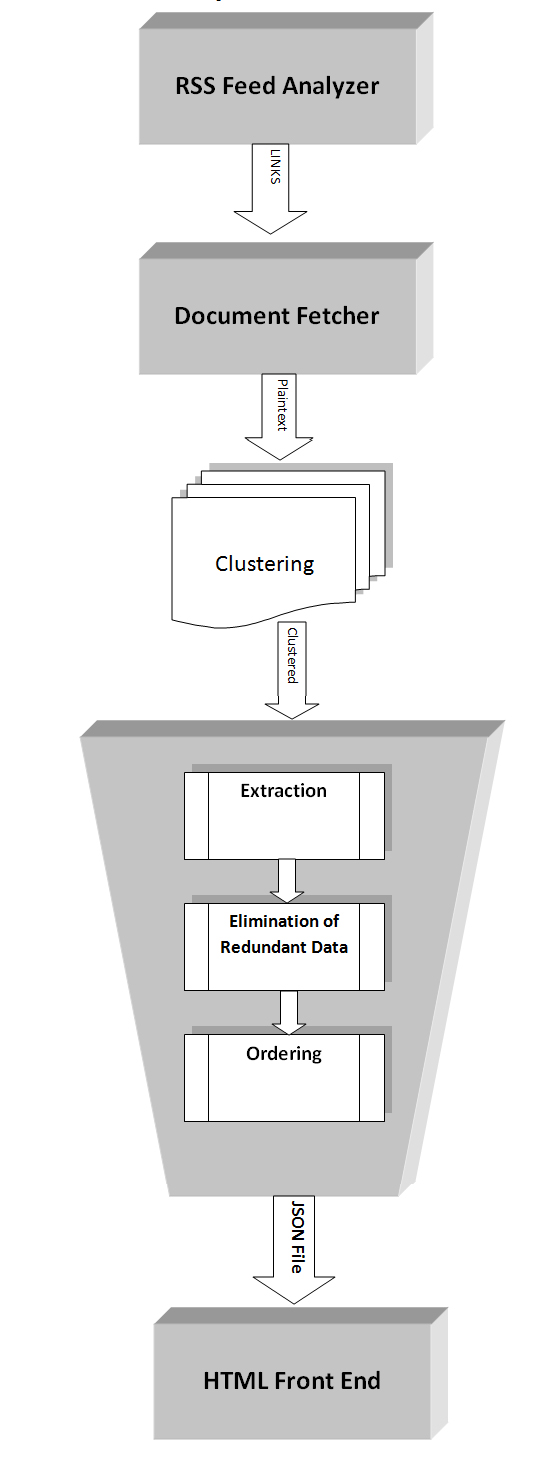 RSS Feed Analyzer
LINKS
Document Fetcher
Plaintext
Clustering
Clustered
Extraction
Elimination of
Redundant Data
Ordering
JSON File
HTML Front End